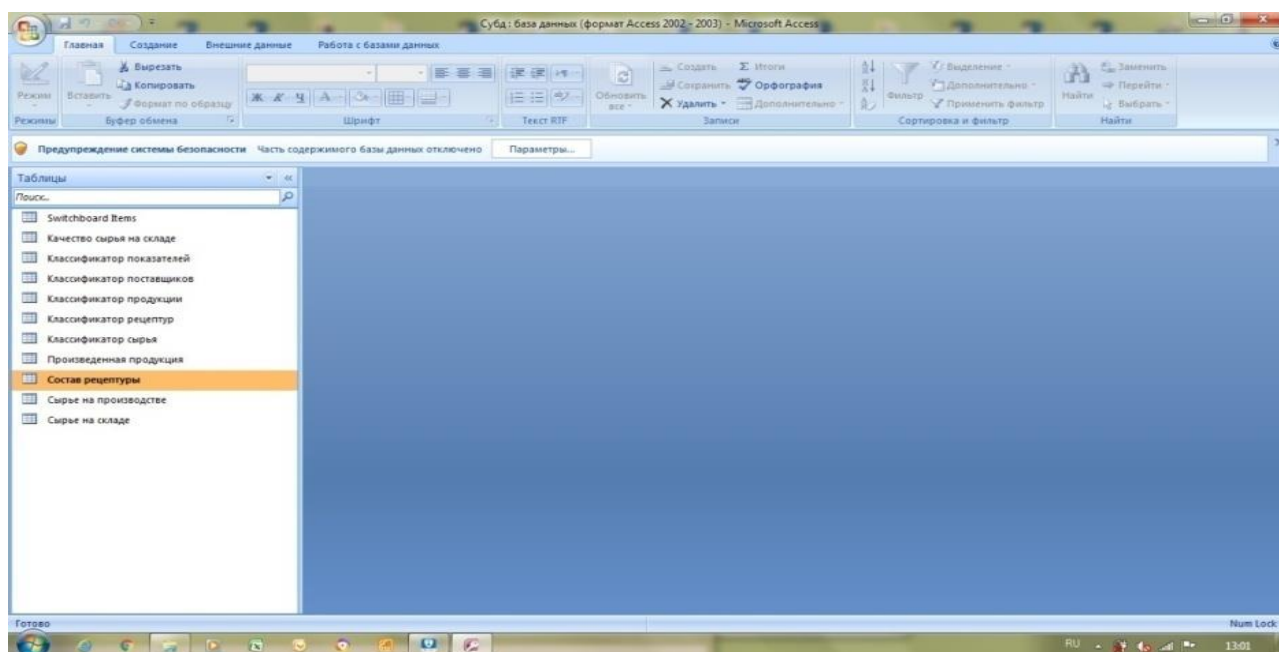 Субд : база данных (формат Access 2002 - 2003) - Microsoft Access
Главная Создание Внешние данные Работа с базами данных
Режим
Режимы
Вставить
Вырезать
Копировать
Формат по образцу
Буфер обмена
Ж К Ч
Шрифт
Текст RTF
Обновить все
Создать
Сохранить
Удалить
Итоги
Орфография
Дополнительно
Записи
Фильтр
Выделение
Дополнительно
Применить фильтр
Сортировка и фильтр
Найти
Заменить
Перейти
Выбрать
Найти
Предупреждение системы безопасности Часть содержимого базы данных отключено Параметры...
Таблицы
Поиск...
Switchboard Items
Качество сырья на складе
Классификатор показателей
Классификатор поставщиков
Классификатор продукции
Классификатор рецептур
Классификатор сырья
Произведенная продукция
Состав рецептуры
Сырье на производстве
Сырье на складе
Готово Num Lock
RU 13:01